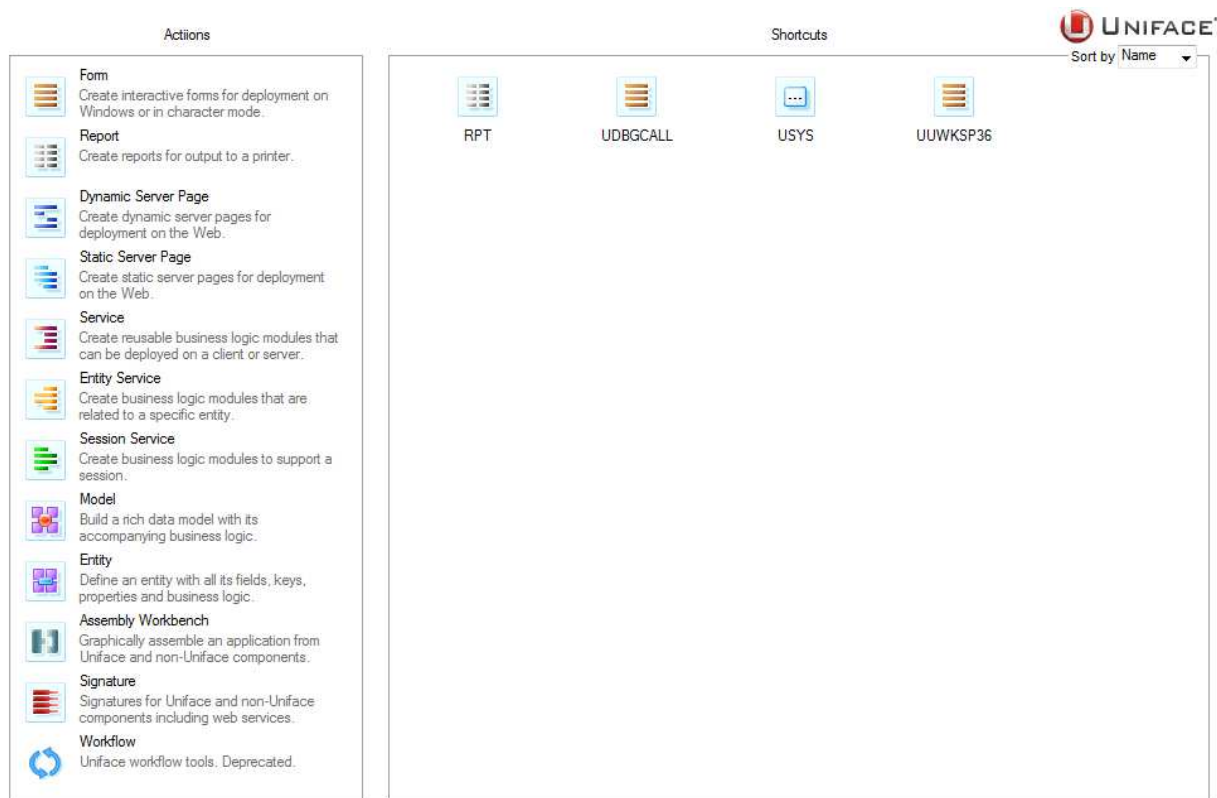 Actiions
Shortcuts
UNIFACE
Sort by Name
Form
Create interactive forms for deployment on
Windows or in character mode.
Report
Create reports for output to a printer.
Dynamic Server Page
Create dynamic server pages for
deployment on the Web.
Static Server Page
Create static server pages for deployment
on the Web.
Service
Create reusable business logic modules that
can be deployed on a client or server.
Entity Service
Create business logic modules that are
related to a specific entity.
Session Service
Create business logic modules to support a
session.
Model
Build a rich data model with its
accompanying business logic.
Entity
Define an entity with all its fields, keys,
properties and business logic.
Assembly Workbench
Graphically assemble an application from
Uniface and non-Uniface components.
Signature
Signatures for Uniface and non-Uniface
components including web services.
Workflow
Uniface workflow tools. Deprecated.
RPT
UDBGCALL
USYS
UUWKSP36